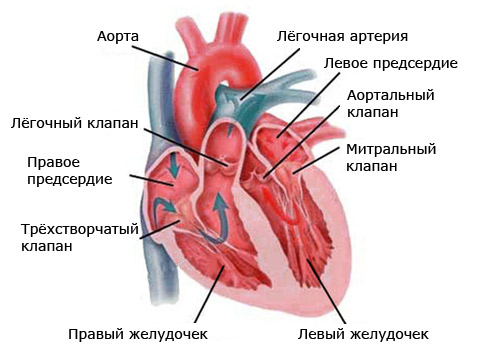 Аорта
Лёгочная артерия
Левое предсердие
Аортальный
клапан
Лёгочный клапан
Митральный
клапан
Правое
предсердие
Трёхстворчатый
клапан
Правый желудочек
Левый желудочек